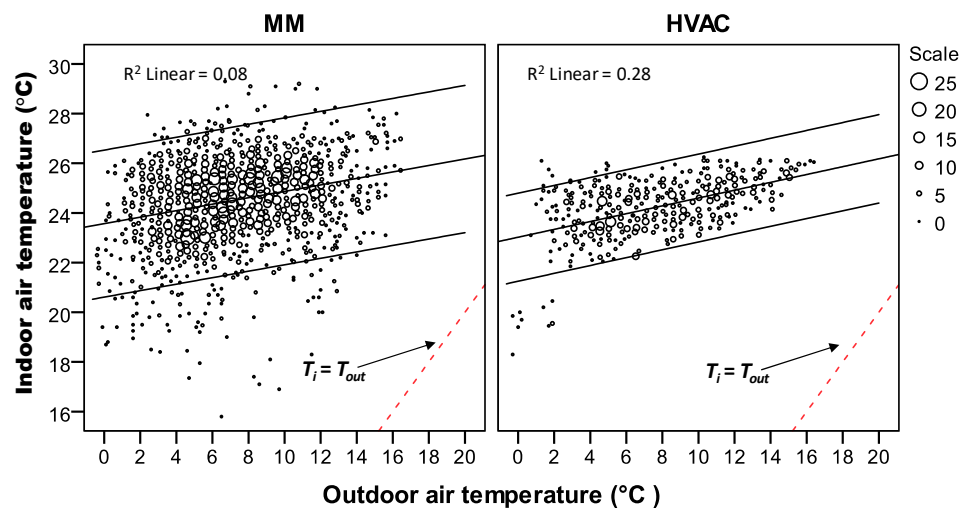 MM
HVAC
R² Linear = 0.08
R² Linear = 0.28
Scale
25
20
15
10
5
0
Indoor air temperature (°C)
30
28
26
24
22
20
18
16
Tᵢ = Tout
Tᵢ = Tout
0 2 4 6 8 10 12 14 16 18 20
0 2 4 6 8 10 12 14 16 18 20
Outdoor air temperature (°C )